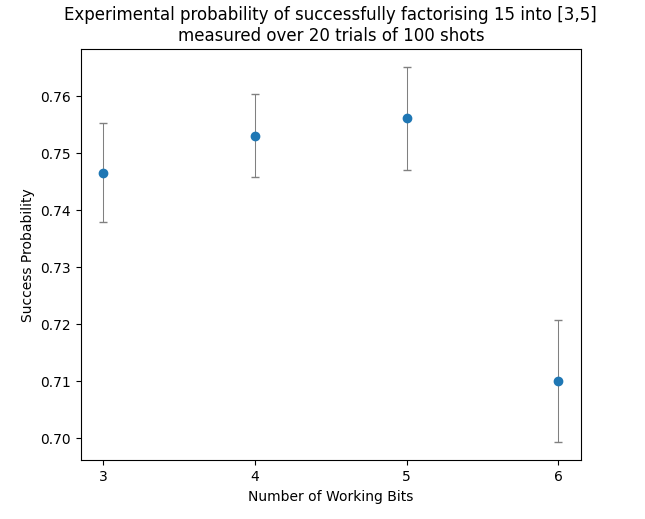 Experimental probability of successfully factorising 15 into [3,5]
measured over 20 trials of 100 shots
0.76
0.75
0.74
0.73
0.72
0.71
0.70
Success Probability
3 4 5 6
Number of Working Bits